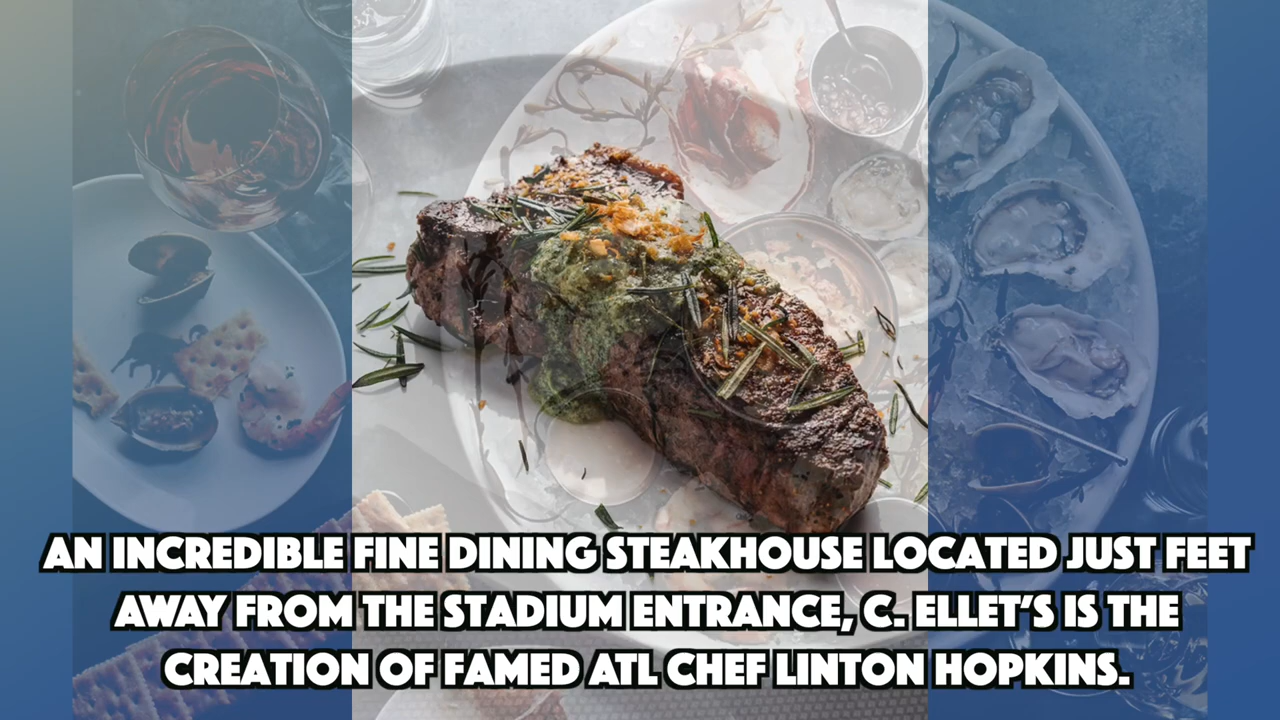 AN INCREDIBLE FINE DINING STEAKHOUSE LOCATED JUST FEET
AWAY FROM THE STADIUM ENTRANCE, C. ELLET'S IS THE
CREATION OF FAMED ATL CHEF LINTON HOPKINS.